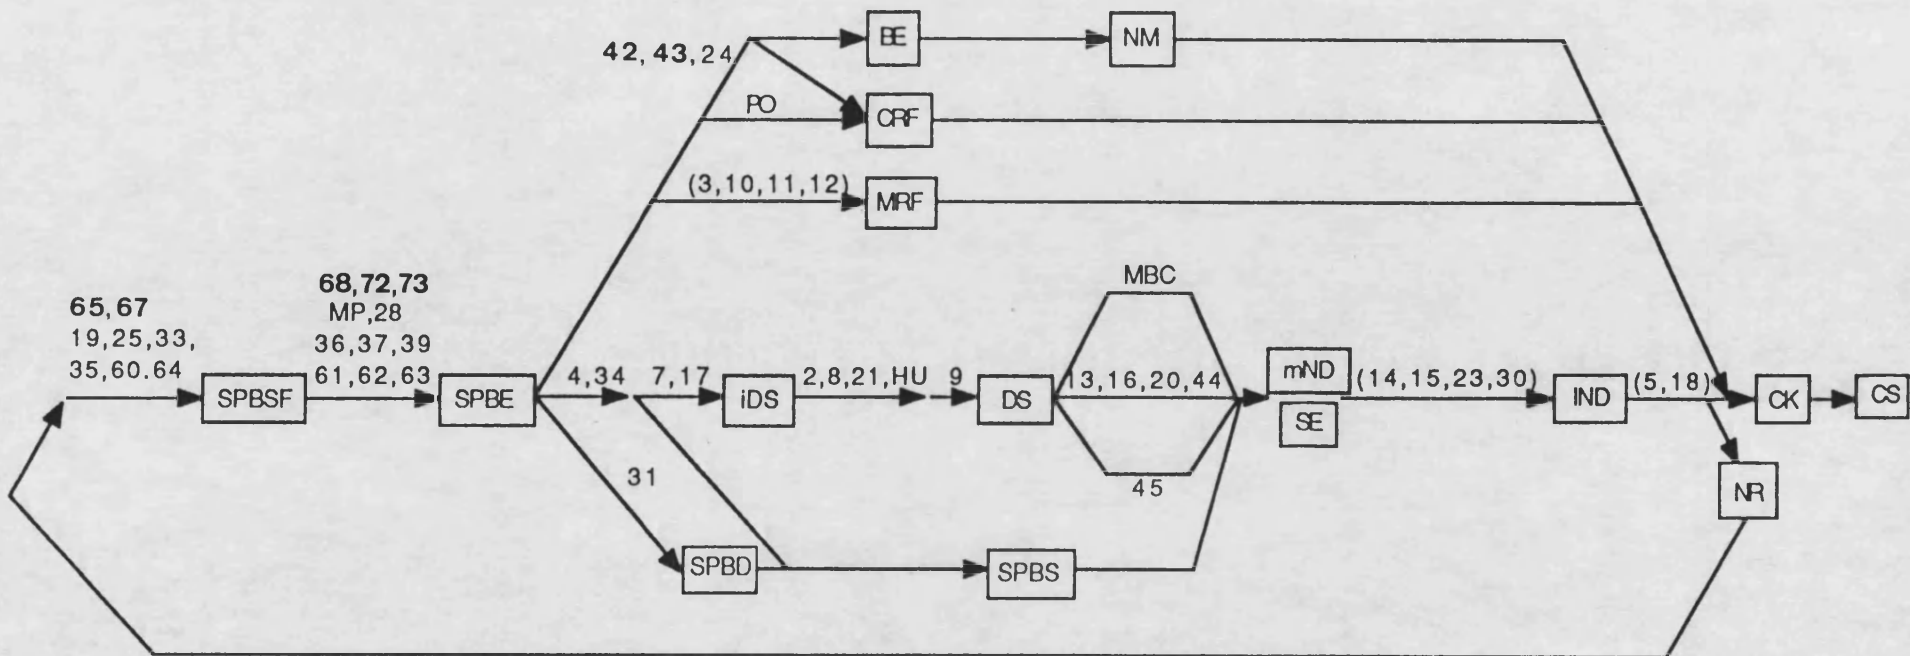 BE
NM
42, 43, 24
PO
CRF
(3,10,11,12)
MRF
MBC
65,67
19,25,33,
35,60.64
68,72,73
MP,28
36,37,39
61,62,63
SPBSF
SPBE
4,34
7,17
iDS
2,8,21,HU
9
DS
13,16,20,44
mND
SE
(14,15,23,30)
IND
(5,18)
CK
CS
31
45
NR
SPBD
SPBS